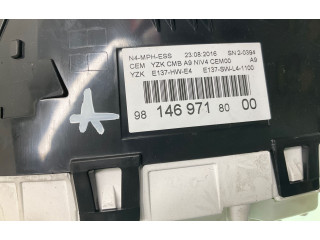 N4-MPH-ESS 23.08.2016 SN 2-0394
CEM YZK CMB A9 NIV4 CEM00 A9
YZK E137-HW-E4 E137-SW-L4-1100
98 146 971 80 00